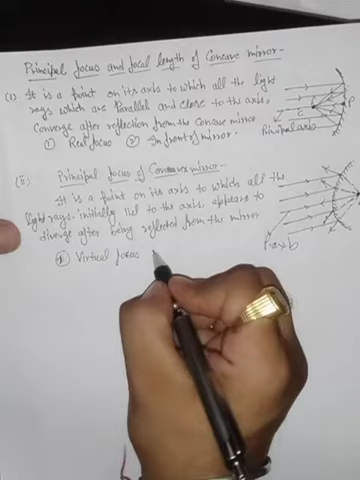 Principal focus and focal length of Concave mirror -
(i) It is a point on its axis to which all the light
rays which are Parallel and close to the axis,
Converge after reflection from the Concave mirror
① Real focus ② In front of mirror.
C
P
Principal axis
(ii) Principal focus of Convex mirror -
It is a point on its axis to which all the
light rays initially llel to the axis, appears to
diverge after being reflected from the mirror
P. axis
① Virtual focus